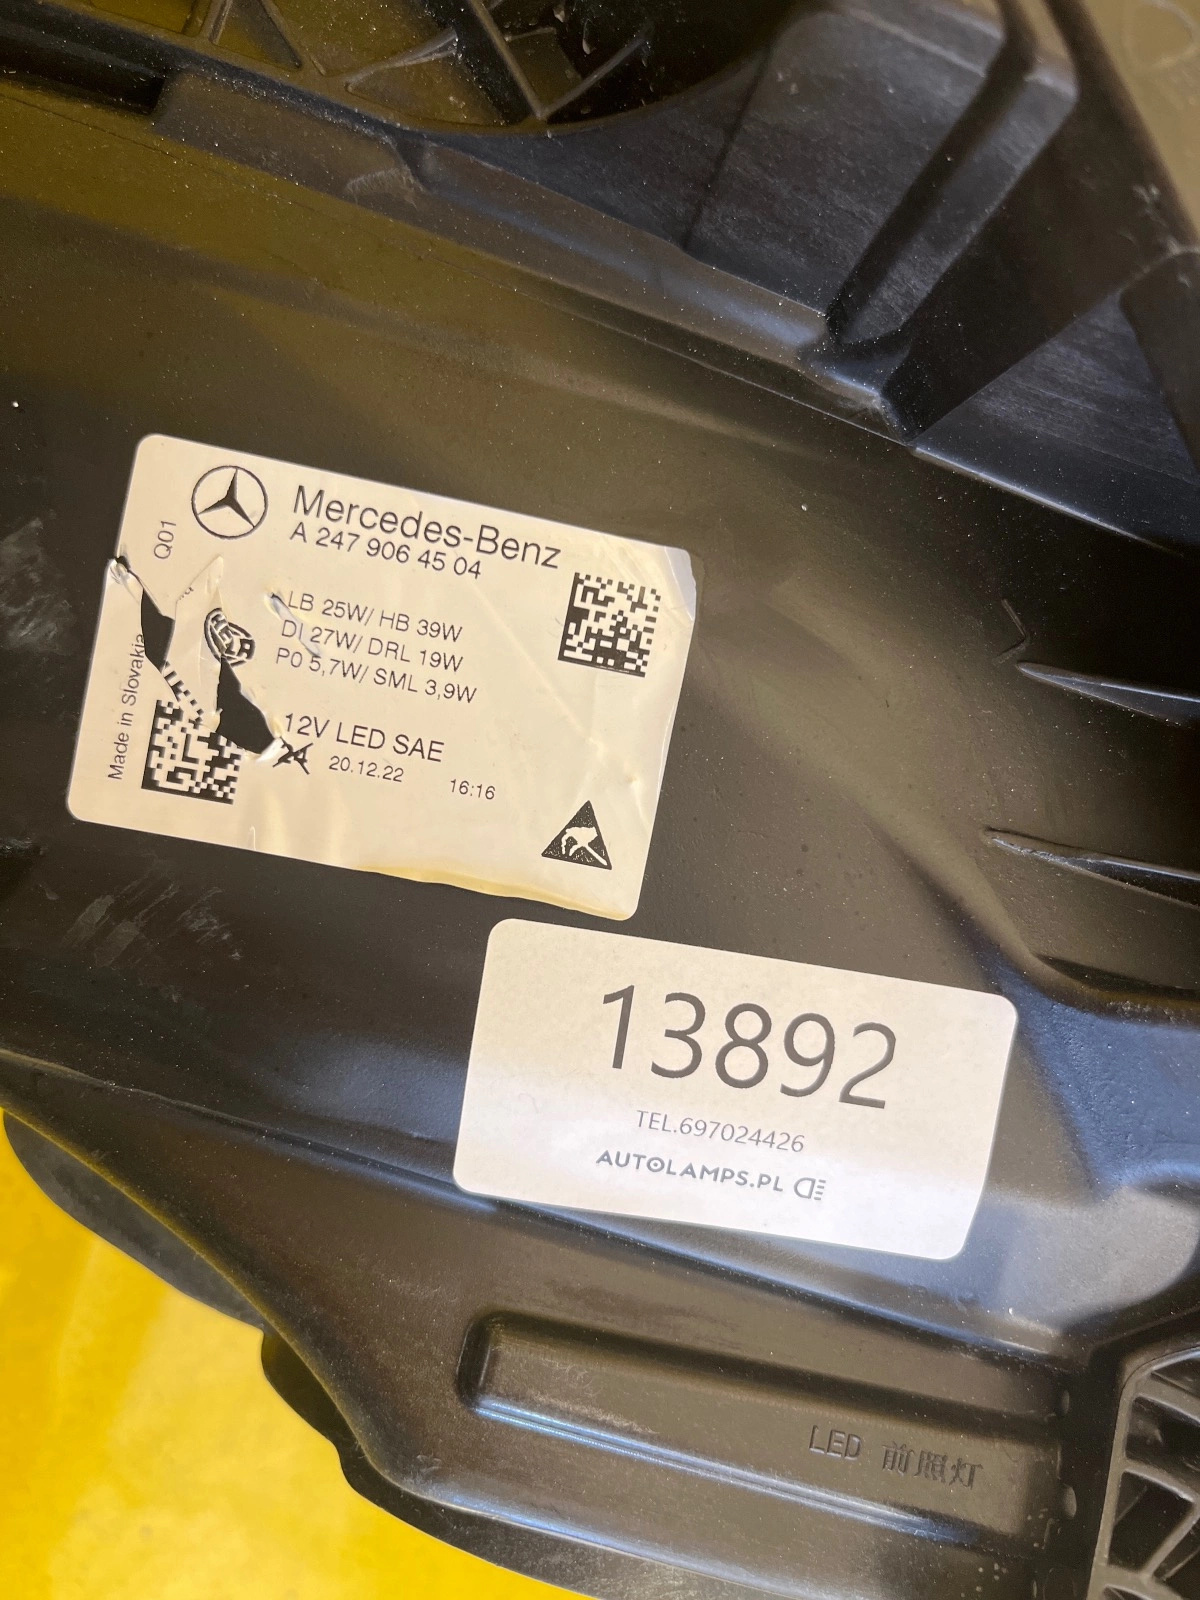 Mercedes-Benz
A 247 906 45 04
Q01
LB 25W/ HB 39W
DI 27W/ DRL 19W
P0 5,7W/ SML 3,9W
HELLA
Made in Slovakia
12V LED SAE
24 20.12.22 16:16
13892
TEL.697024426
AUTOLAMPS.PL
LED 前照灯